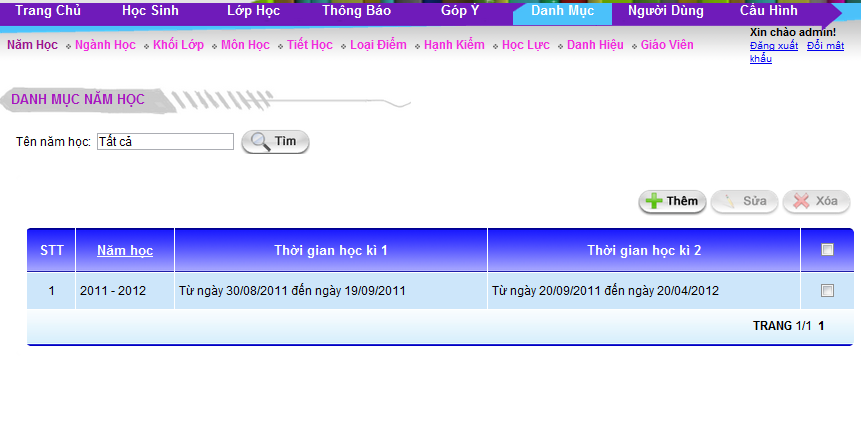 Trang Chủ Học Sinh Lớp Học Thông Báo Góp Ý Danh Mục Người Dùng Cấu Hình
Xin chào admin!
Đăng xuất Đổi mật khẩu
Năm Học Ngành Học Khối Lớp Môn Học Tiết Học Loại Điểm Hạnh Kiểm Học Lực Danh Hiệu Giáo Viên
DANH MỤC NĂM HỌC
Tên năm học: Tất cả Tìm
Thêm Sửa Xóa
STT Năm học Thời gian học kì 1 Thời gian học kì 2
1 2011 - 2012 Từ ngày 30/08/2011 đến ngày 19/09/2011 Từ ngày 20/09/2011 đến ngày 20/04/2012
TRANG 1/1 1